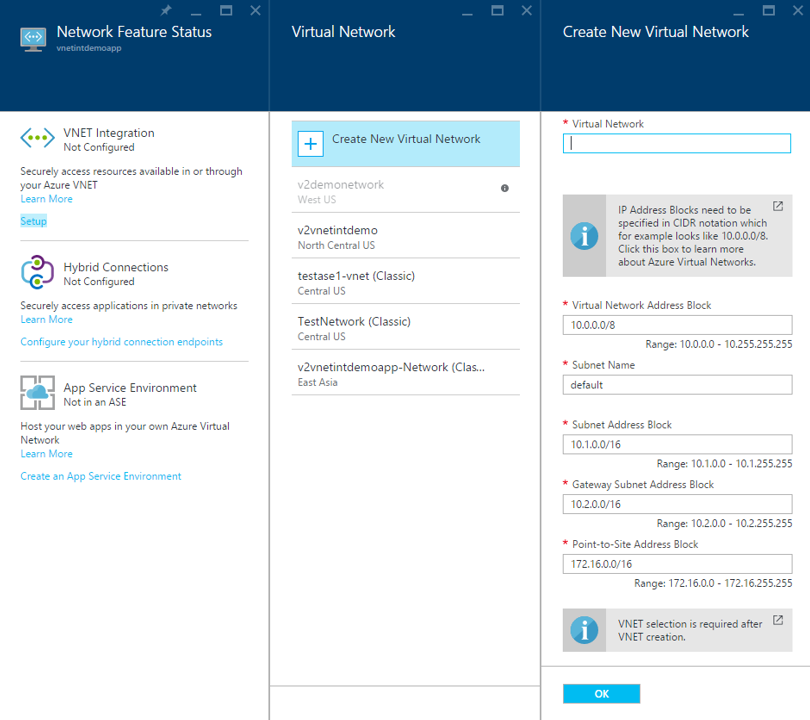 Network Feature Status
vnetintdemoapp
VNET Integration
Not Configured
Securely access resources available in or through
your Azure VNET
Learn More
Setup
Hybrid Connections
Not Configured
Securely access applications in private networks
Learn More
Configure your hybrid connection endpoints
App Service Environment
Not in an ASE
Host your web apps in your own Azure Virtual
Network
Learn More
Create an App Service Environment
Virtual Network
Create New Virtual Network
v2demonetwork
West US
v2vnetintdemo
North Central US
testase1-vnet (Classic)
Central US
TestNetwork (Classic)
Central US
v2vnetintdemoapp-Network (Clas...
East Asia
Create New Virtual Network
* Virtual Network
IP Address Blocks need to be
specified in CIDR notation which
for example looks like 10.0.0.0/8.
Click this box to learn more
about Azure Virtual Networks.
* Virtual Network Address Block
10.0.0.0/8
Range: 10.0.0.0 - 10.255.255.255
* Subnet Name
default
* Subnet Address Block
10.1.0.0/16
Range: 10.1.0.0 - 10.1.255.255
* Gateway Subnet Address Block
10.2.0.0/16
Range: 10.2.0.0 - 10.2.255.255
* Point-to-Site Address Block
172.16.0.0/16
Range: 172.16.0.0 - 172.16.255.255
VNET selection is required after
VNET creation.
OK